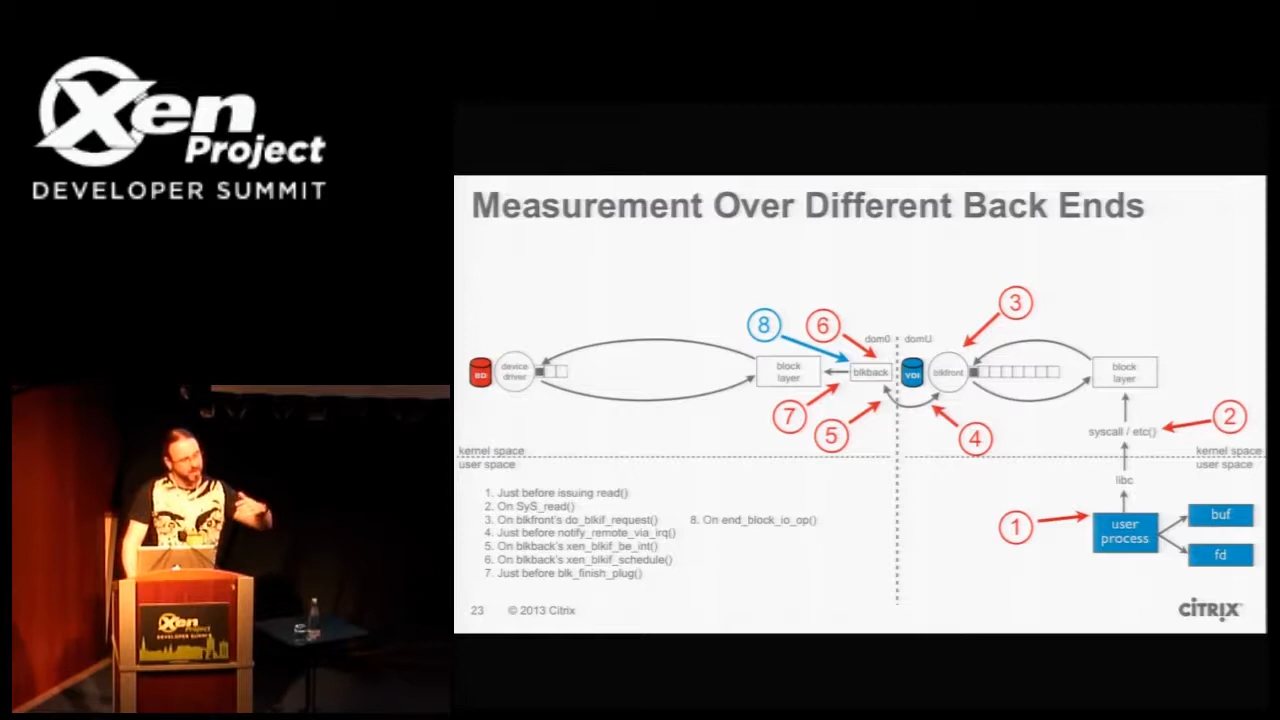 Xen
Project
DEVELOPER SUMMIT
Measurement Over Different Back Ends
3
8
6
dom0
domU
BD
device
driver
block
layer
blkback
VDI
blkfront
block
layer
7
5
4
2
syscall / etc()
kernel space
user space
kernel space
user space
libc
1
user
process
buf
fd
1. Just before issuing read()
2. On SyS_read()
3. On blkfront's do_blkif_request()
4. Just before notify_remote_via_irq()
5. On blkback's xen_blkif_be_int()
6. On blkback's xen_blkif_schedule()
7. Just before blk_finish_plug()
8. On end_block_io_op()
23
© 2013 Citrix
CITRIX
Xen
Project
DEVELOPER SUMMIT